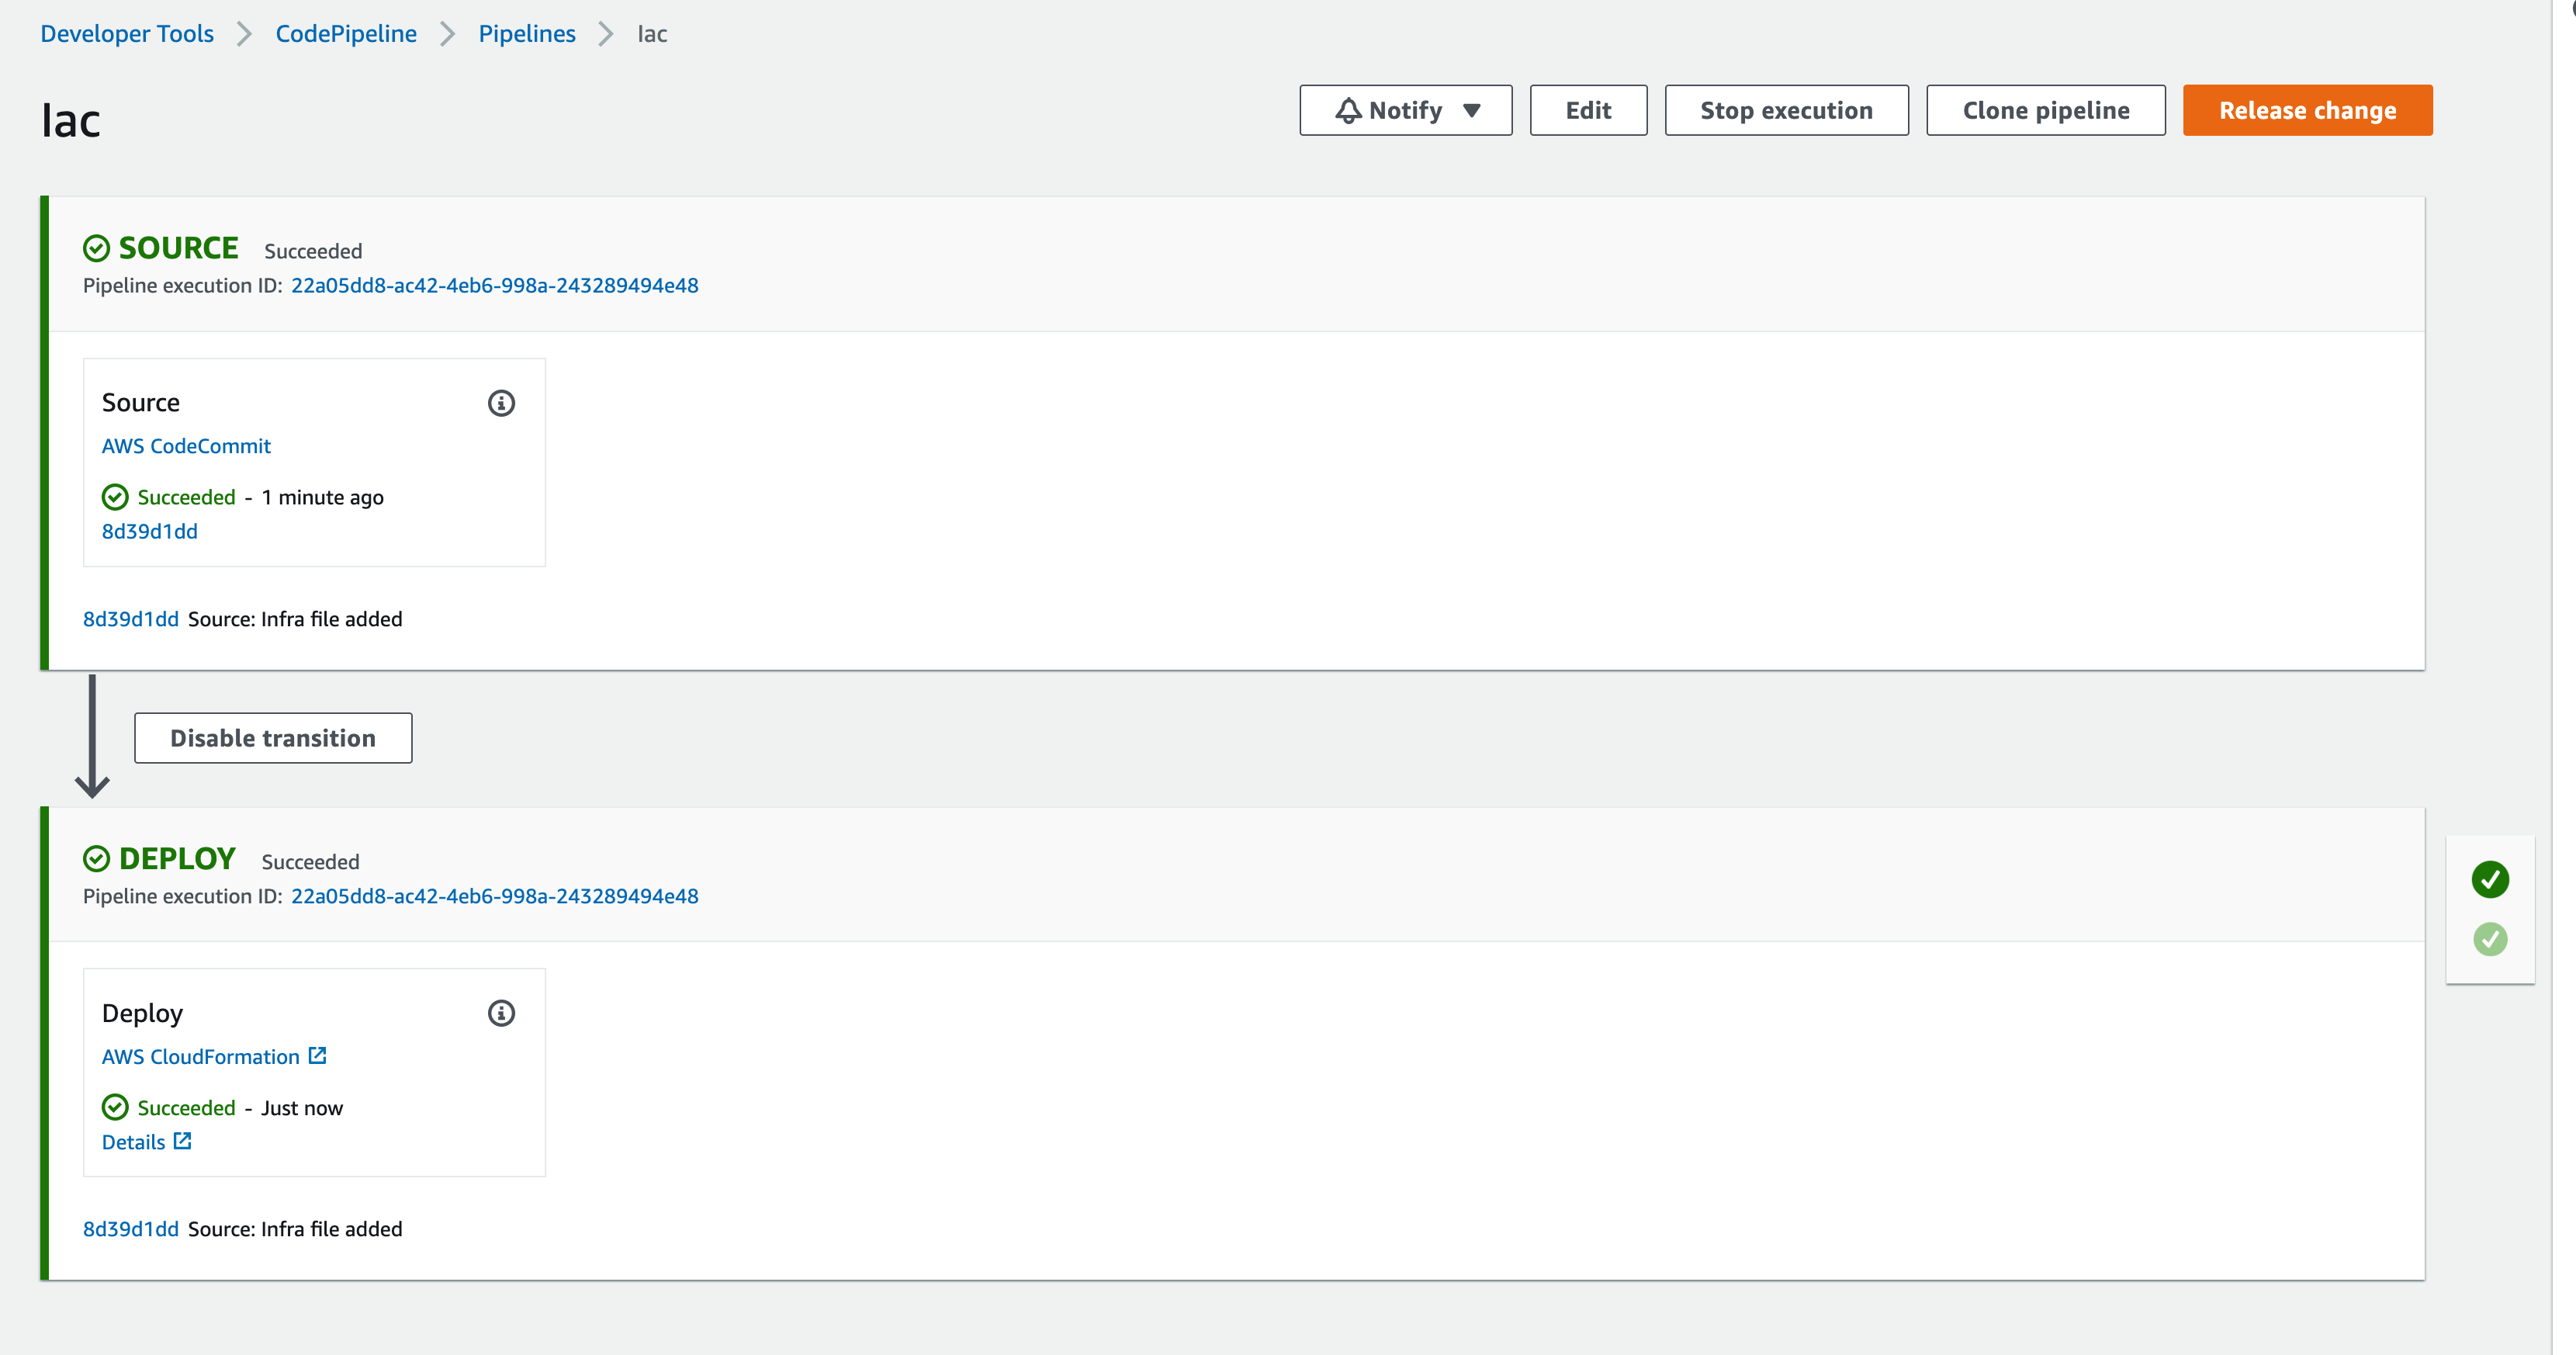 Developer Tools > CodePipeline > Pipelines > Iac
Iac
Notify ▼ Edit Stop execution Clone pipeline Release change
SOURCE Succeeded
Pipeline execution ID: 22a05dd8-ac42-4eb6-998a-243289494e48
Source
AWS CodeCommit
Succeeded - 1 minute ago
8d39d1dd
8d39d1dd Source: Infra file added
Disable transition
DEPLOY Succeeded
Pipeline execution ID: 22a05dd8-ac42-4eb6-998a-243289494e48
Deploy
AWS CloudFormation
Succeeded - Just now
Details
8d39d1dd Source: Infra file added